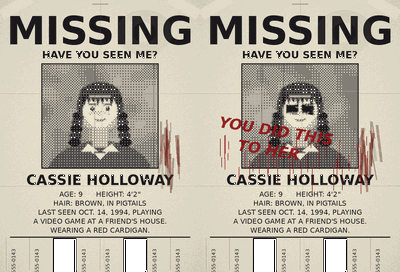 MISSING
HAVE YOU SEEN ME?
CASSIE HOLLOWAY
AGE: 9 HEIGHT: 4'2"
HAIR: BROWN, IN PIGTAILS
LAST SEEN OCT. 14, 1994, PLAYING
A VIDEO GAME AT A FRIEND'S HOUSE.
WEARING A RED CARDIGAN.
MISSING
HAVE YOU SEEN ME?
YOU DID THIS
TO HER
CASSIE HOLLOWAY
AGE: 9 HEIGHT: 4'2"
HAIR: BROWN, IN PIGTAILS
LAST SEEN OCT. 14, 1994, PLAYING
A VIDEO GAME AT A FRIEND'S HOUSE.
WEARING A RED CARDIGAN.